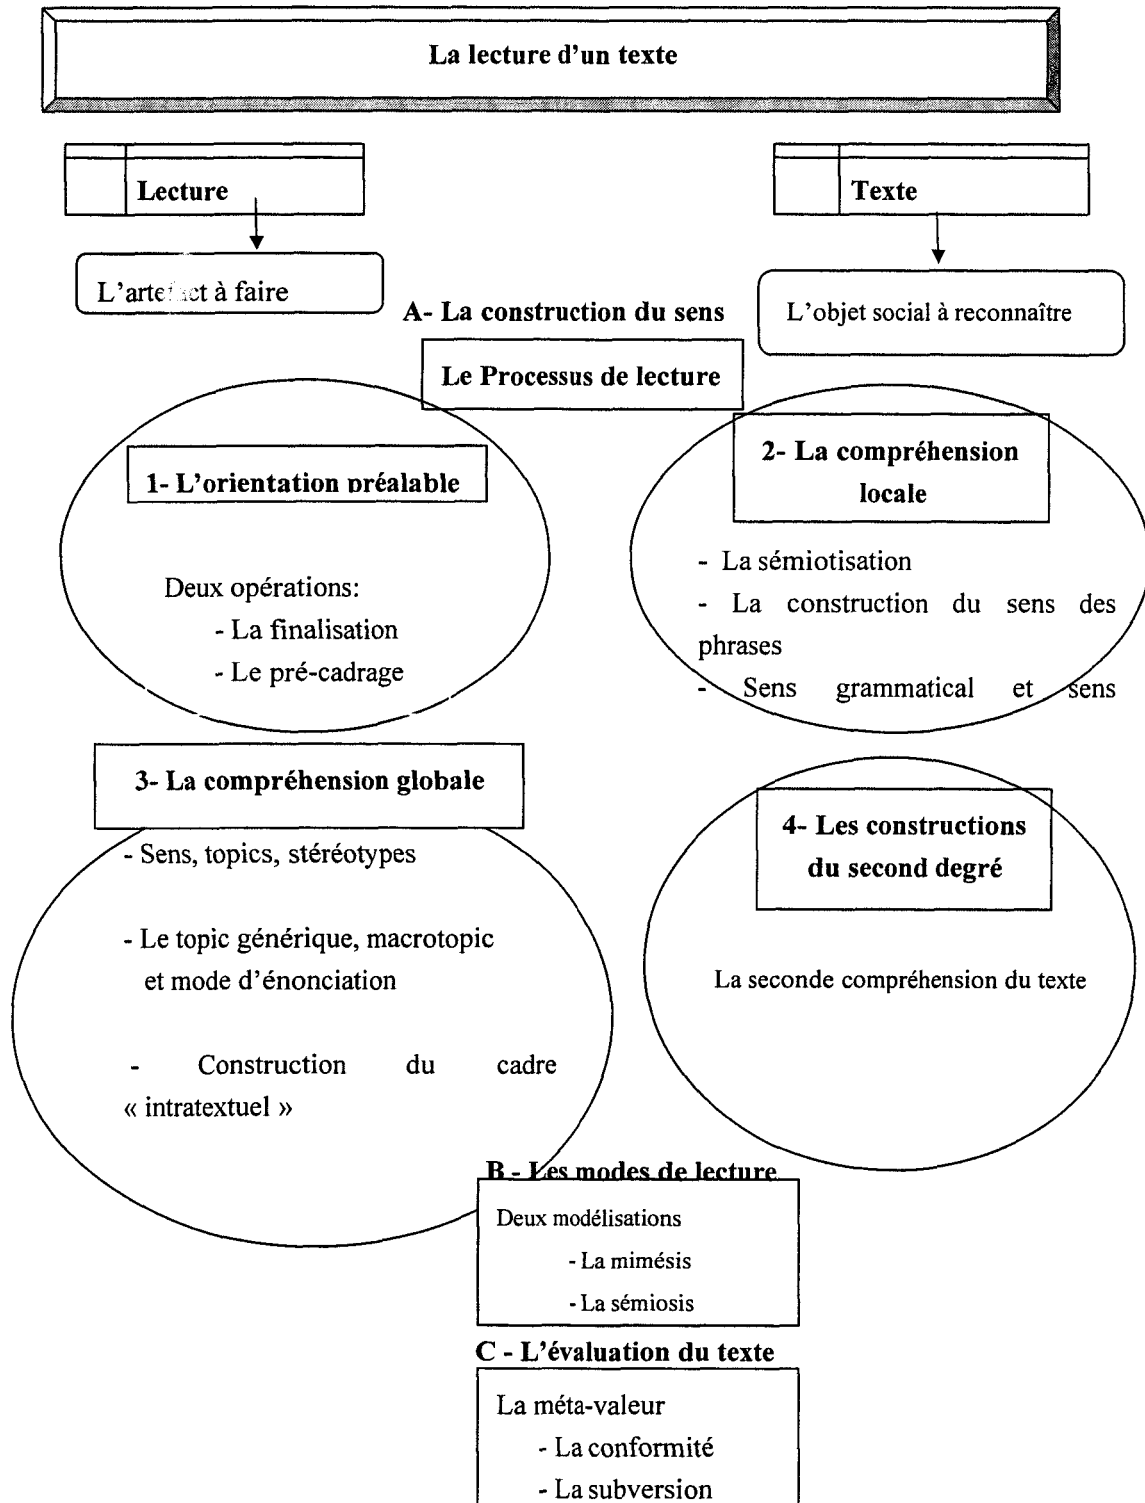 La lecture d'un texte
Lecture
Texte
L'artefact à faire
L'objet social à reconnaître
A- La construction du sens
Le Processus de lecture
1- L'orientation préalable
Deux opérations:
- La finalisation
- Le pré-cadrage
2- La compréhension
locale
- La sémiotisation
- La construction du sens des
phrases
- Sens grammatical et sens
3- La compréhension globale
- Sens, topics, stéréotypes
- Le topic générique, macrotopic
et mode d'énonciation
- Construction du cadre
« intratextuel »
4- Les constructions
du second degré
La seconde compréhension du texte
B - Les modes de lecture
Deux modélisations
- La mimésis
- La sémiosis
C - L'évaluation du texte
La méta-valeur
- La conformité
- La subversion